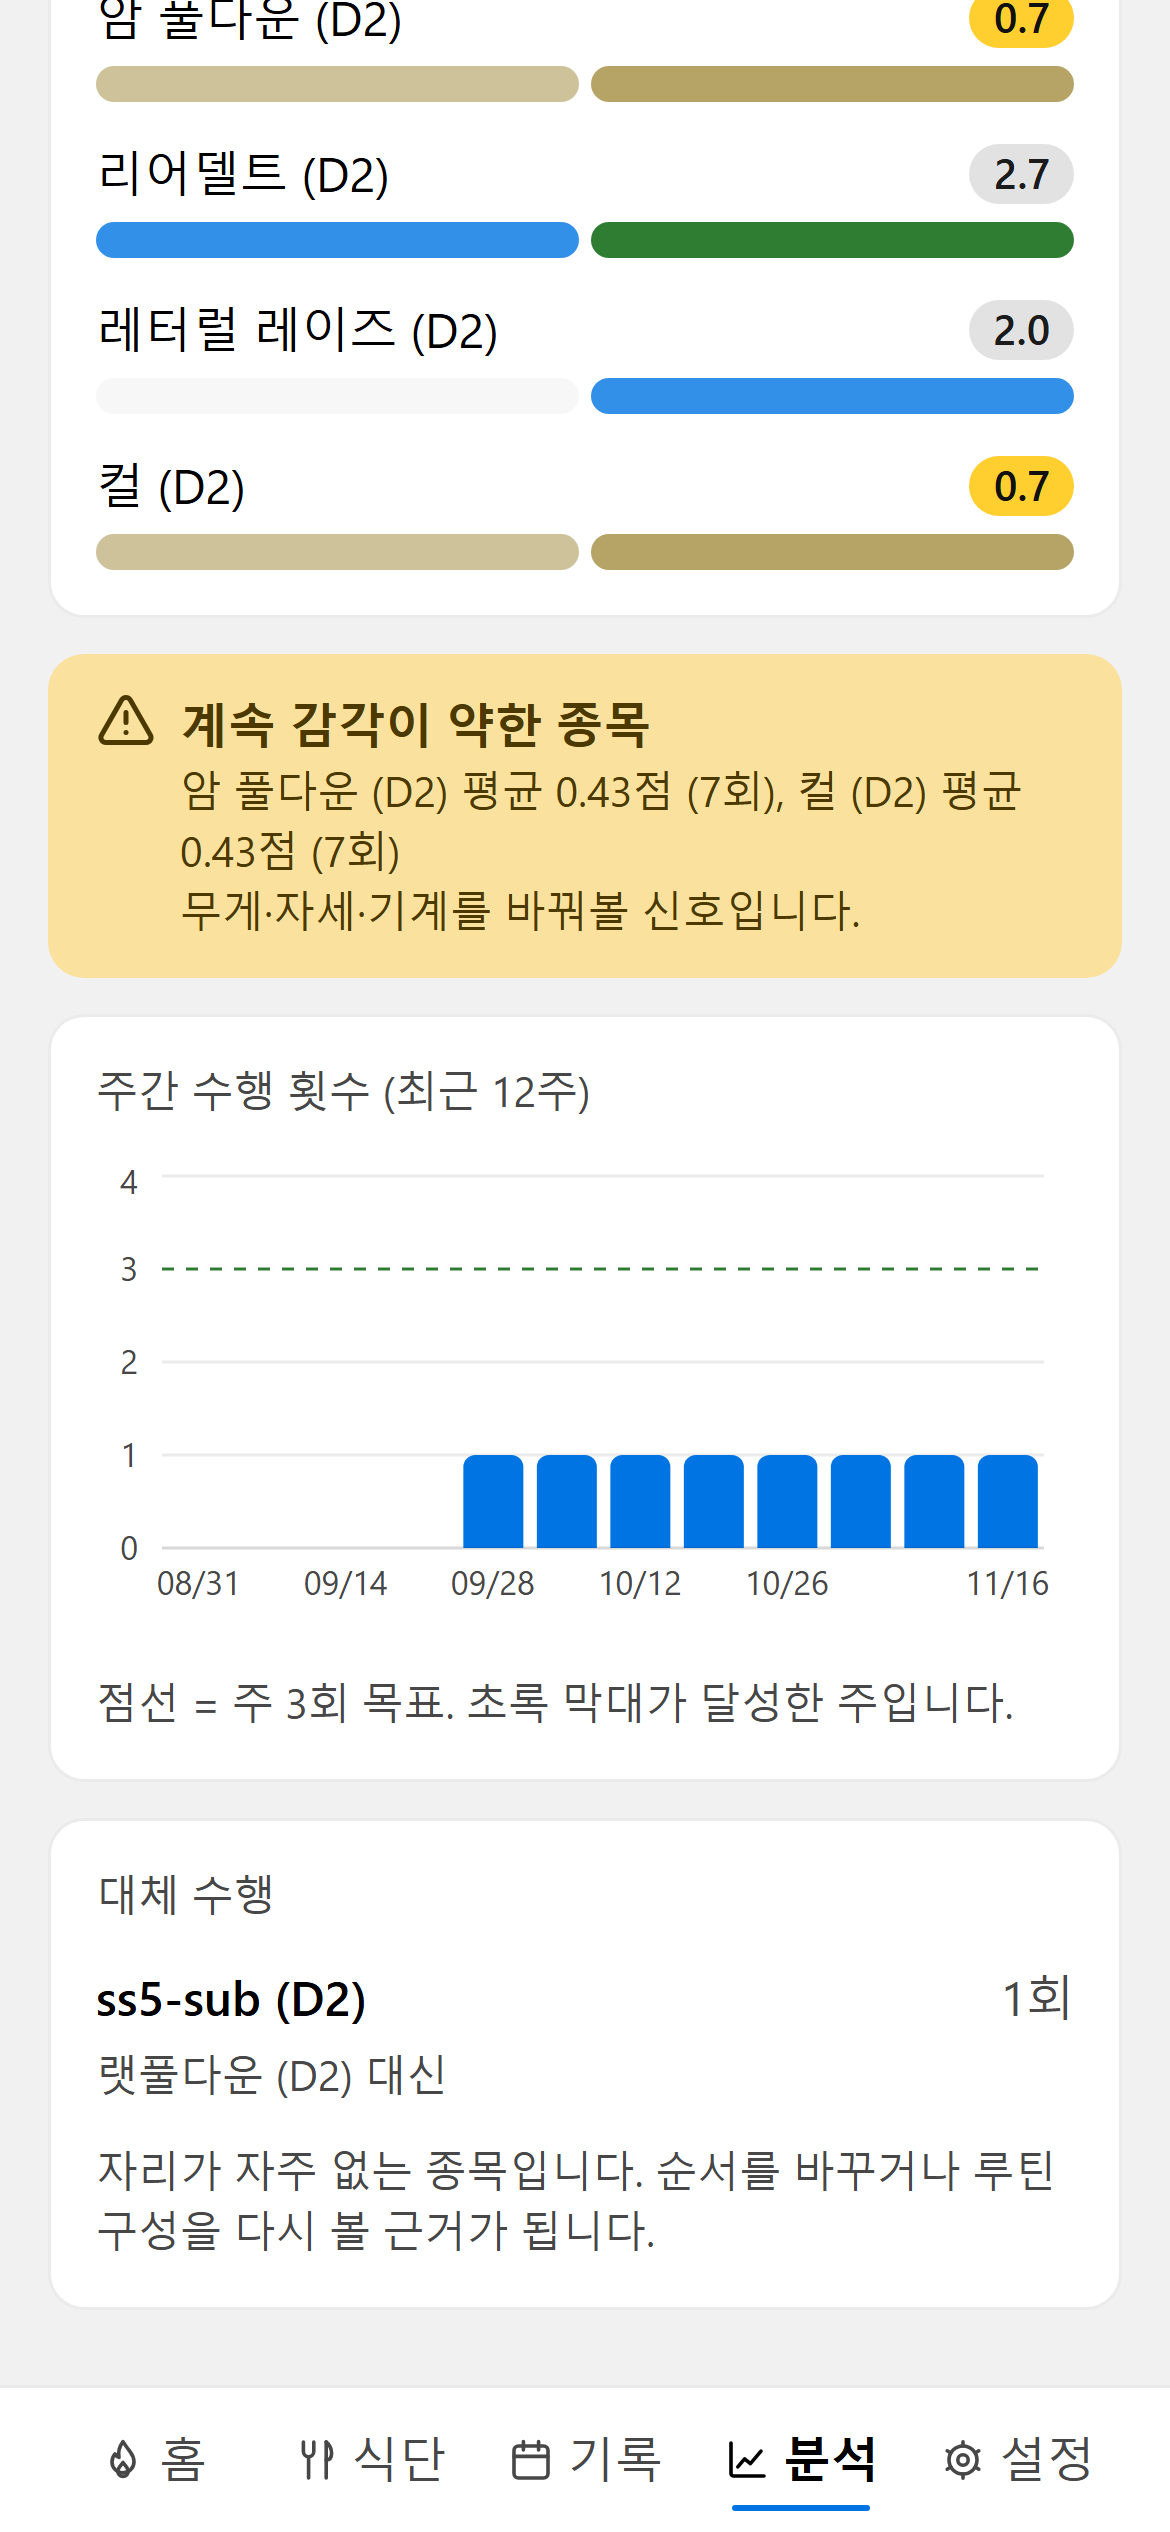 암 풀다운 (D2)
0.7
리어델트 (D2)
2.7
레터럴 레이즈 (D2)
2.0
컬 (D2)
0.7
계속 감각이 약한 종목
암 풀다운 (D2) 평균 0.43점 (7회), 컬 (D2) 평균
0.43점 (7회)
무게·자세·기계를 바꿔볼 신호입니다.
주간 수행 횟수 (최근 12주)
4
3
2
1
0
08/31 09/14 09/28 10/12 10/26 11/16
점선 = 주 3회 목표. 초록 막대가 달성한 주입니다.
대체 수행
ss5-sub (D2)
1회
랫풀다운 (D2) 대신
자리가 자주 없는 종목입니다. 순서를 바꾸거나 루틴
구성을 다시 볼 근거가 됩니다.
홈 식단 기록 분석 설정